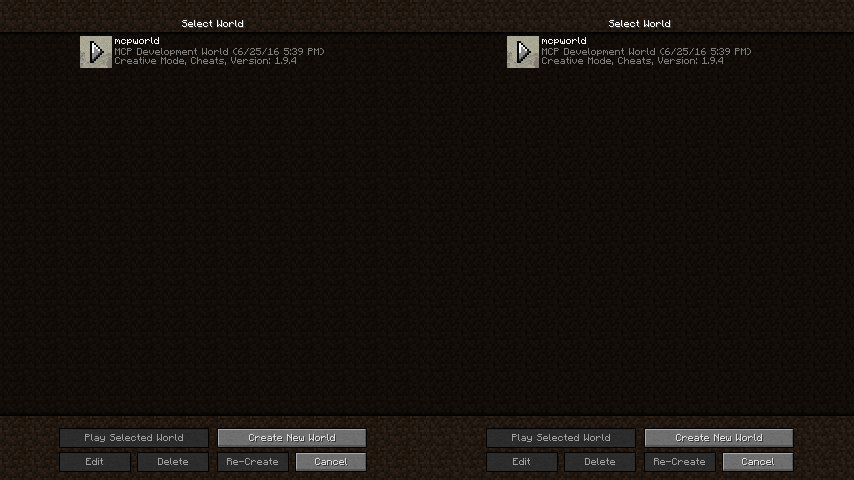 Select World
mcpworld
MCP Development World (6/25/16 5:39 PM)
Creative Mode, Cheats, Version: 1.9.4
Play Selected World
Create New World
Edit
Delete
Re-Create
Cancel
Select World
mcpworld
MCP Development World (6/25/16 5:39 PM)
Creative Mode, Cheats, Version: 1.9.4
Play Selected World
Create New World
Edit
Delete
Re-Create
Cancel